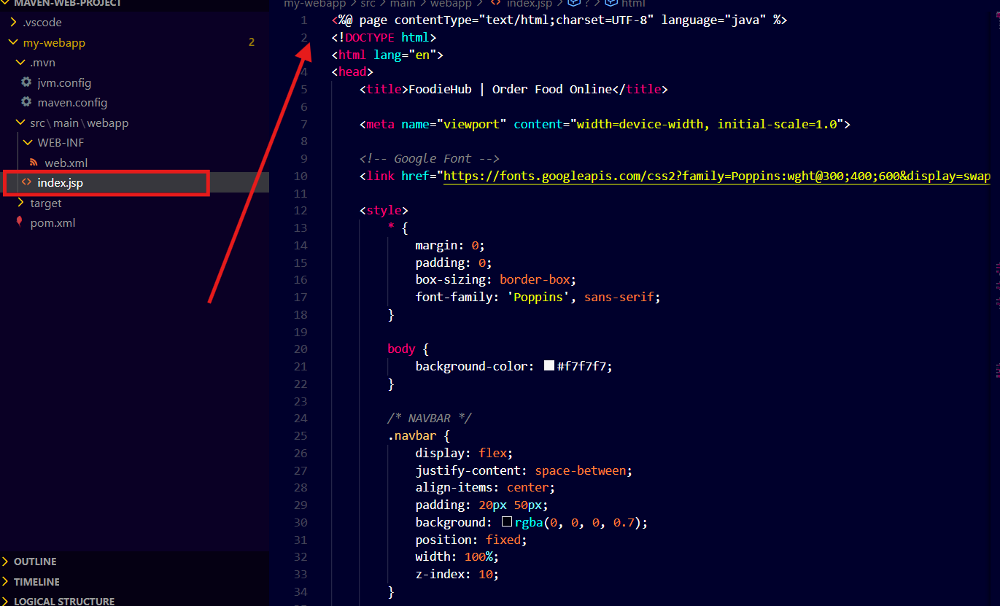 MAVEN-WEB-PROJECT
.vscode
my-webapp 2
.mvn
jvm.config
maven.config
src\main\webapp
WEB-INF
web.xml
index.jsp
target
pom.xml
OUTLINE
TIMELINE
LOGICAL STRUCTURE
my-webapp > src > main > webapp > <> index.jsp > ? > html
1 <%@ page contentType="text/html;charset=UTF-8" language="java" %>
2 <!DOCTYPE html>
<html lang="en">
4 <head>
5 <title>FoodieHub | Order Food Online</title>
6
7 <meta name="viewport" content="width=device-width, initial-scale=1.0">
8
9 <!-- Google Font -->
10 <link href="https://fonts.googleapis.com/css2?family=Poppins:wght@300;400;600&display=swap
11
12 <style>
13 * {
14 margin: 0;
15 padding: 0;
16 box-sizing: border-box;
17 font-family: 'Poppins', sans-serif;
18 }
19
20 body {
21 background-color: #f7f7f7;
22 }
23
24 /* NAVBAR */
25 .navbar {
26 display: flex;
27 justify-content: space-between;
28 align-items: center;
29 padding: 20px 50px;
30 background: rgba(0, 0, 0, 0.7);
31 position: fixed;
32 width: 100%;
33 z-index: 10;
34 }